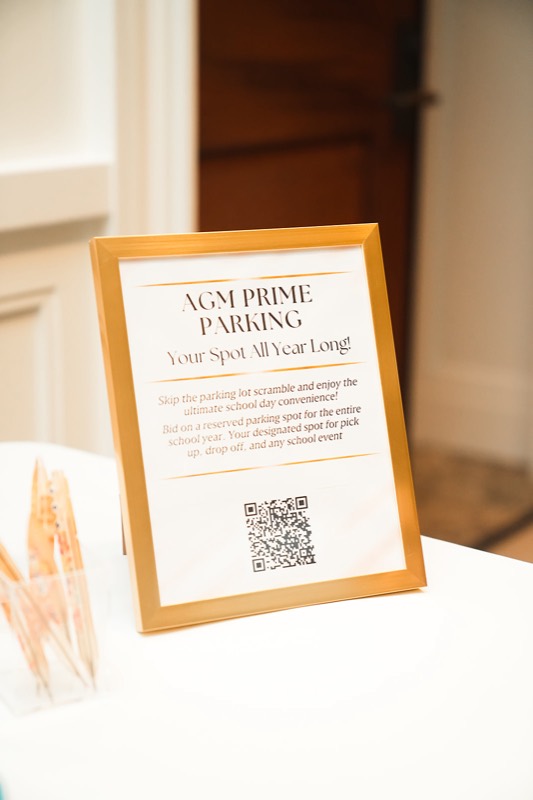 AGM PRIME
PARKING
Your Spot All Year Long!
Skip the parking lot scramble and enjoy the
ultimate school day convenience!
Bid on a reserved parking spot for the entire
school year. Your designated spot for pick
up, drop off, and any school event